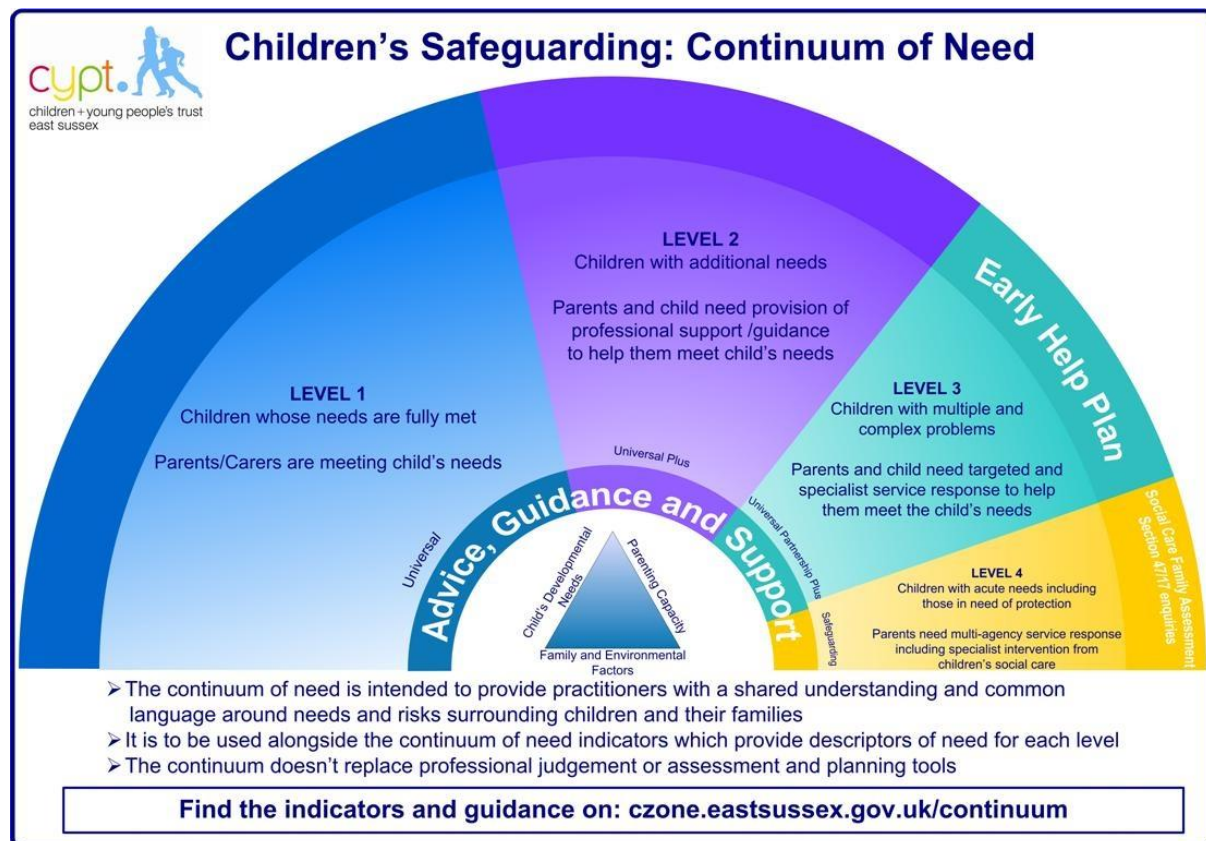 cypt.
children+young people's trust
east sussex
Children's Safeguarding: Continuum of Need
LEVEL 1
Children whose needs are fully met
Parents/Carers are meeting child's needs
LEVEL 2
Children with additional needs
Parents and child need provision of
professional support /guidance
to help them meet child's needs
LEVEL 3
Children with multiple and
complex problems
Parents and child need targeted and
specialist service response to help
them meet the child's needs
Early Help Plan
LEVEL 4
Children with acute needs including
those in need of protection
Parents need multi-agency service response
including specialist intervention from
children's social care
Social Care Family Assessment
Section 47/17 enquiries
Universal
Universal Plus
Universal Partnership Plus
Safeguarding
Advice, Guidance and Support
Child's Developmental
Needs
Parenting Capacity
Family and Environmental
Factors
➢ The continuum of need is intended to provide practitioners with a shared understanding and common
language around needs and risks surrounding children and their families
➢ It is to be used alongside the continuum of need indicators which provide descriptors of need for each level
➢ The continuum doesn't replace professional judgement or assessment and planning tools
Find the indicators and guidance on: czone.eastsussex.gov.uk/continuum